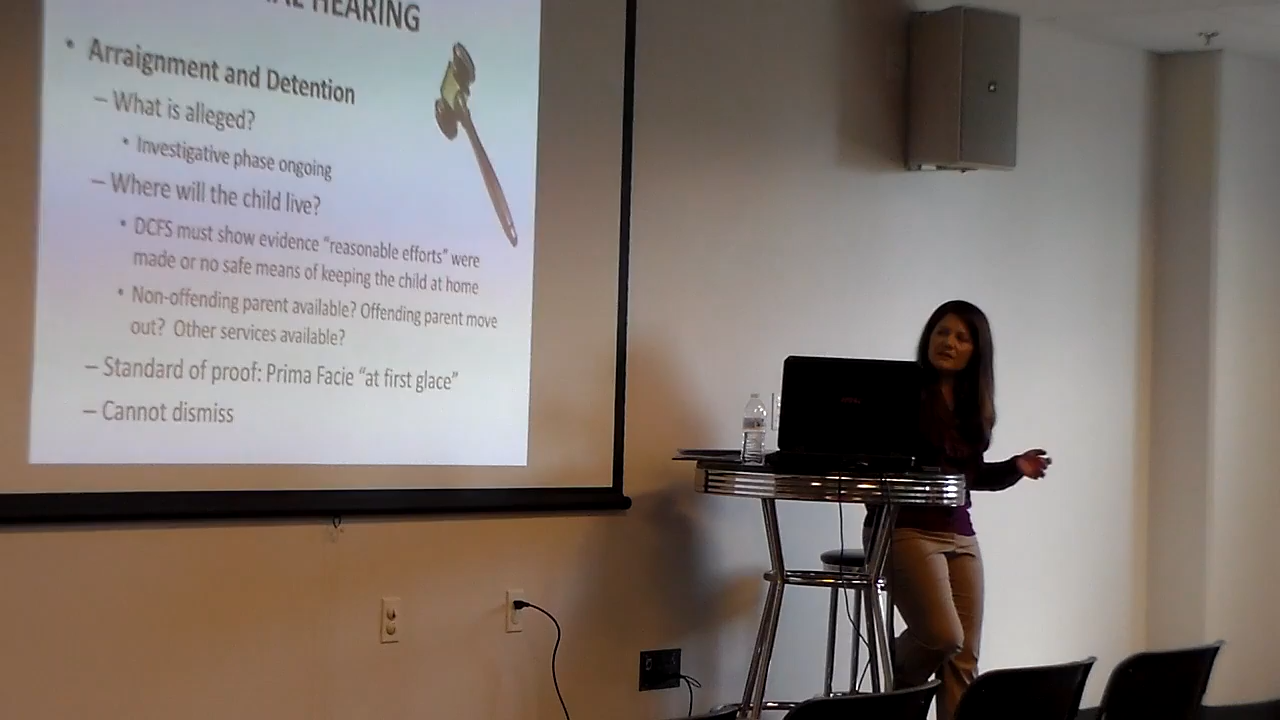 HEARING
• Arraignment and Detention
– What is alleged?
• Investigative phase ongoing
– Where will the child live?
• DCFS must show evidence "reasonable efforts" were
made or no safe means of keeping the child at home
• Non-offending parent available? Offending parent move
out? Other services available?
– Standard of proof: Prima Facie "at first glace"
– Cannot dismiss